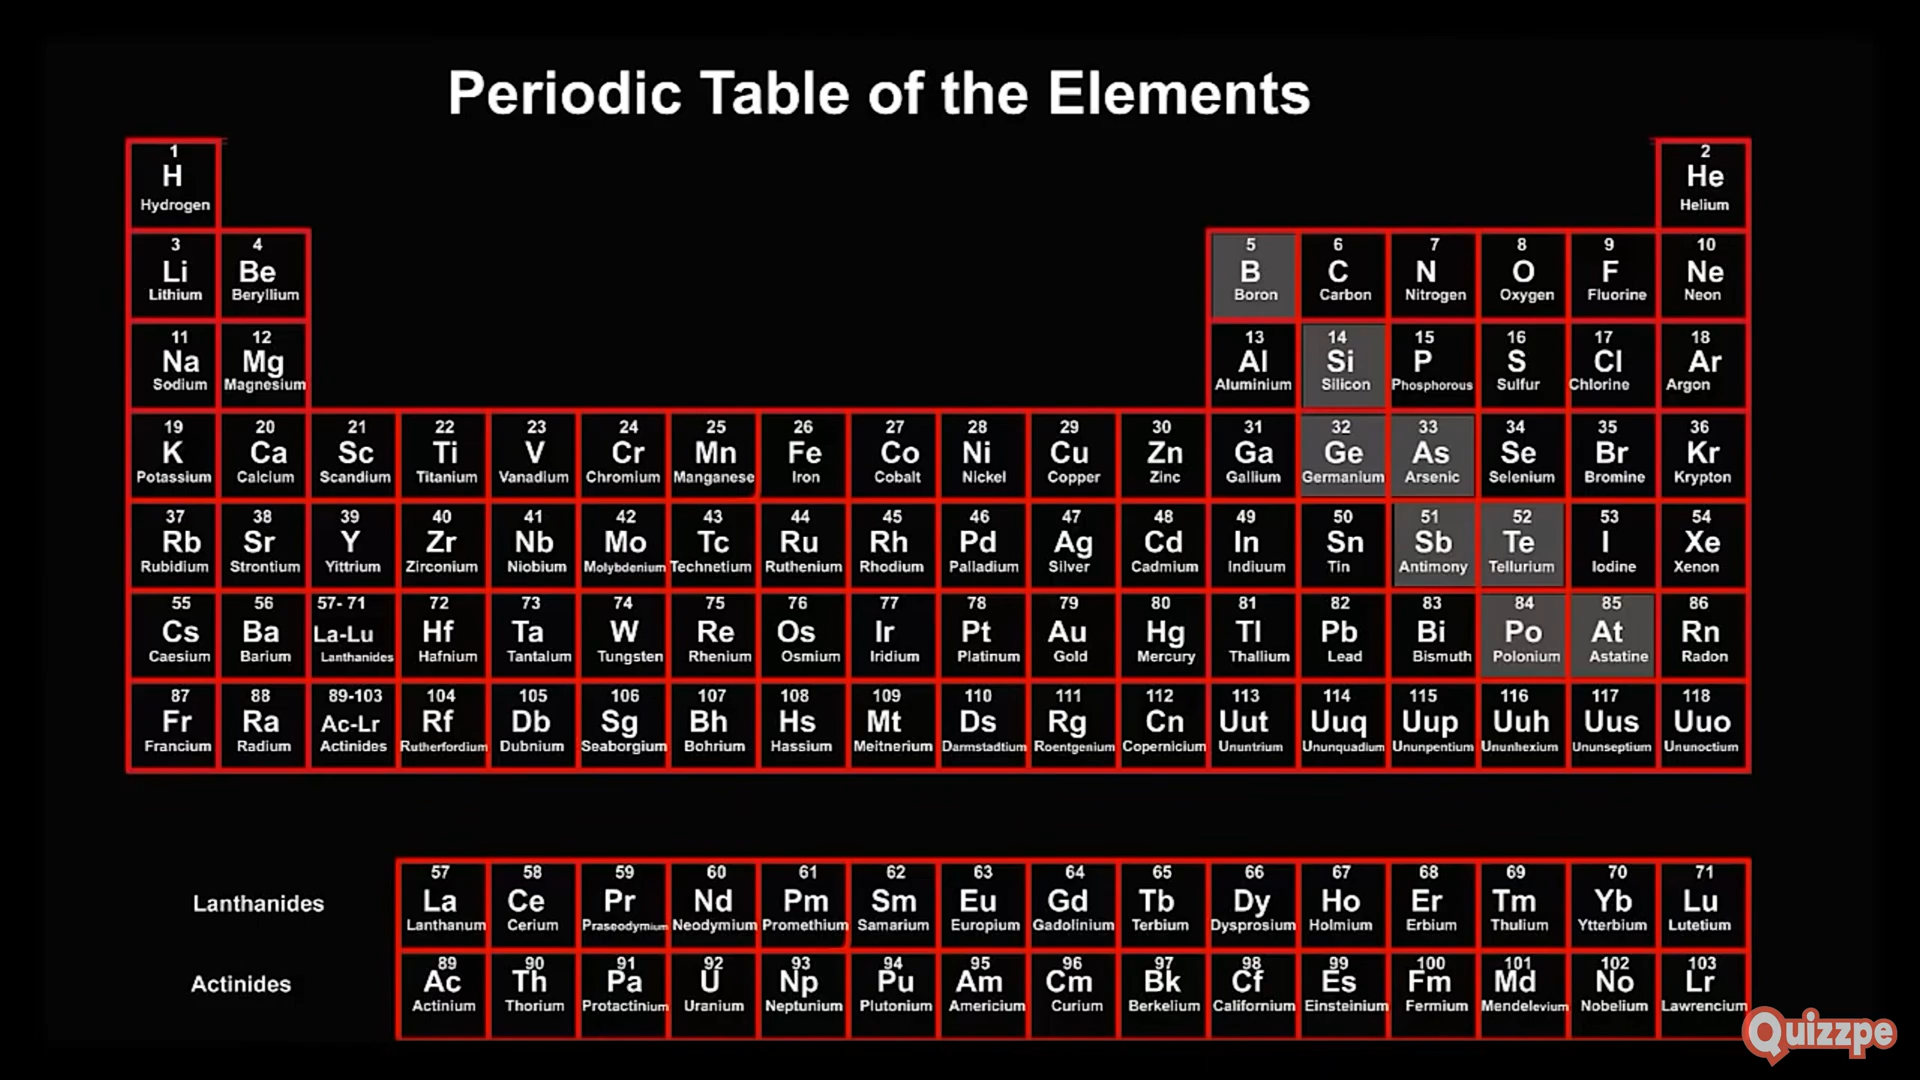 Periodic Table of the Elements
1 2
H He
Hydrogen Helium
3 4 5 6 7 8 9 10
Li Be B C N O F Ne
Lithium Beryllium Boron Carbon Nitrogen Oxygen Fluorine Neon
11 12 13 14 15 16 17 18
Na Mg Al Si P S Cl Ar
Sodium Magnesium Aluminium Silicon Phosphorous Sulfur Chlorine Argon
19 20 21 22 23 24 25 26 27 28 29 30 31 32 33 34 35 36
K Ca Sc Ti V Cr Mn Fe Co Ni Cu Zn Ga Ge As Se Br Kr
Potassium Calcium Scandium Titanium Vanadium Chromium Manganese Iron Cobalt Nickel Copper Zinc Gallium Germanium Arsenic Selenium Bromine Krypton
37 38 39 40 41 42 43 44 45 46 47 48 49 50 51 52 53 54
Rb Sr Y Zr Nb Mo Tc Ru Rh Pd Ag Cd In Sn Sb Te I Xe
Rubidium Strontium Yittrium Zirconium Niobium Molybdenium Technetium Ruthenium Rhodium Palladium Silver Cadmium Indiuum Tin Antimony Tellurium Iodine Xenon
55 56 57- 71 72 73 74 75 76 77 78 79 80 81 82 83 84 85 86
Cs Ba La-Lu Hf Ta W Re Os Ir Pt Au Hg Tl Pb Bi Po At Rn
Caesium Barium Lanthanides Hafnium Tantalum Tungsten Rhenium Osmium Iridium Platinum Gold Mercury Thallium Lead Bismuth Polonium Astatine Radon
87 88 89-103 104 105 106 107 108 109 110 111 112 113 114 115 116 117 118
Fr Ra Ac-Lr Rf Db Sg Bh Hs Mt Ds Rg Cn Uut Uuq Uup Uuh Uus Uuo
Francium Radium Actinides Rutherfordium Dubnium Seaborgium Bohrium Hassium Meitnerium Darmstadtium Roentgenium Copernicium Ununtrium Ununquadium Ununpentium Ununhexium Ununseptium Ununoctium
57 58 59 60 61 62 63 64 65 66 67 68 69 70 71
Lanthanides La Ce Pr Nd Pm Sm Eu Gd Tb Dy Ho Er Tm Yb Lu
Lanthanum Cerium Praseodymium Neodymium Promethium Samarium Europium Gadolinium Terbium Dysprosium Holmium Erbium Thulium Ytterbium Lutetium
89 90 91 92 93 94 95 96 97 98 99 100 101 102 103
Actinides Ac Th Pa U Np Pu Am Cm Bk Cf Es Fm Md No Lr
Actinium Thorium Protactinium Uranium Neptunium Plutonium Americium Curium Berkelium Californium Einsteinium Fermium Mendelevium Nobelium Lawrencium
Quizzpe